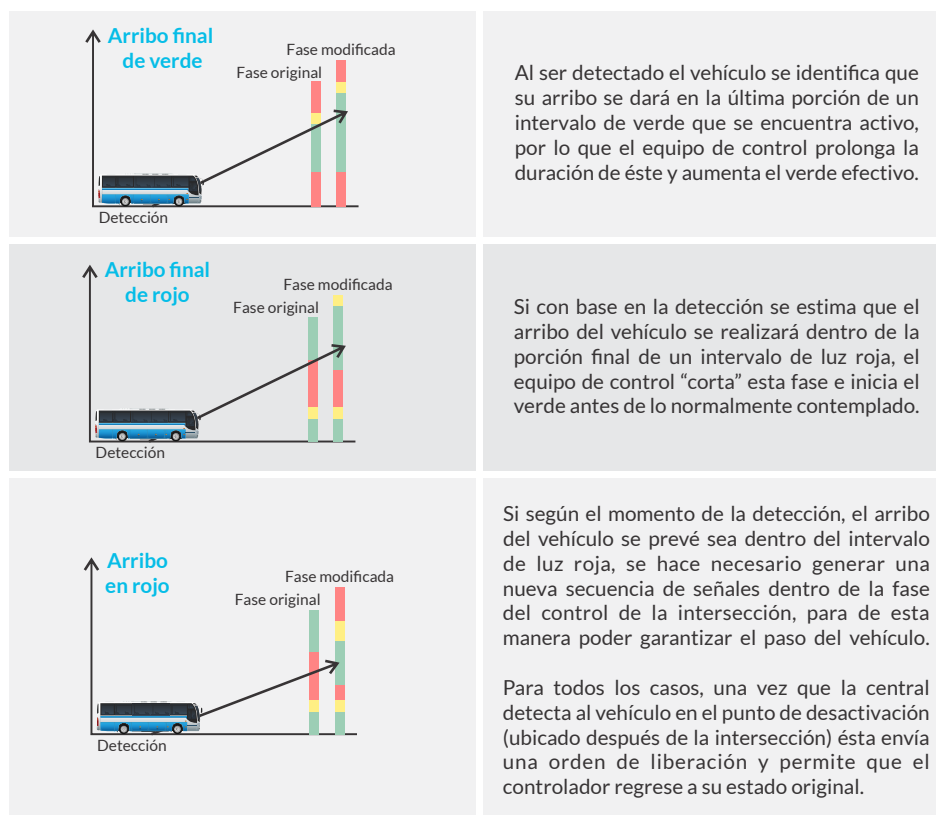 Arribo final
de verde
Fase modificada
Fase original
Detección
Al ser detectado el vehículo se identifica que
su arribo se dará en la última porción de un
intervalo de verde que se encuentra activo,
por lo que el equipo de control prolonga la
duración de éste y aumenta el verde efectivo.
Arribo final
de rojo
Fase modificada
Fase original
Detección
Si con base en la detección se estima que el
arribo del vehículo se realizará dentro de la
porción final de un intervalo de luz roja, el
equipo de control “corta” esta fase e inicia el
verde antes de lo normalmente contemplado.
Arribo
en rojo
Fase modificada
Fase original
Detección
Si según el momento de la detección, el arribo
del vehículo se prevé sea dentro del intervalo
de luz roja, se hace necesario generar una
nueva secuencia de señales dentro de la fase
del control de la intersección, para de esta
manera poder garantizar el paso del vehículo.
Para todos los casos, una vez que la central
detecta al vehículo en el punto de desactivación
(ubicado después de la intersección) ésta envía
una orden de liberación y permite que el
controlador regrese a su estado original.